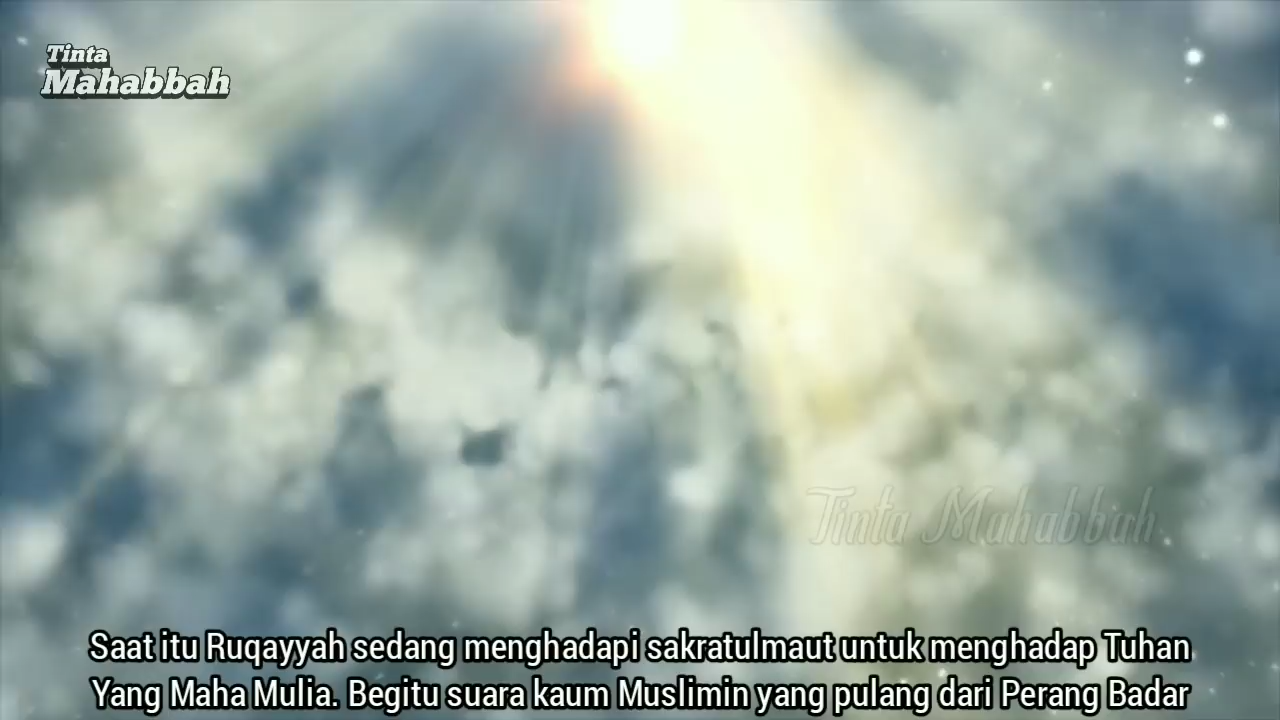 Tinta
Mahabbah
Tinta Mahabbah
Saat itu Ruqayyah sedang menghadapi sakratulmaut untuk menghadap Tuhan
Yang Maha Mulia. Begitu suara kaum Muslimin yang pulang dari Perang Badar